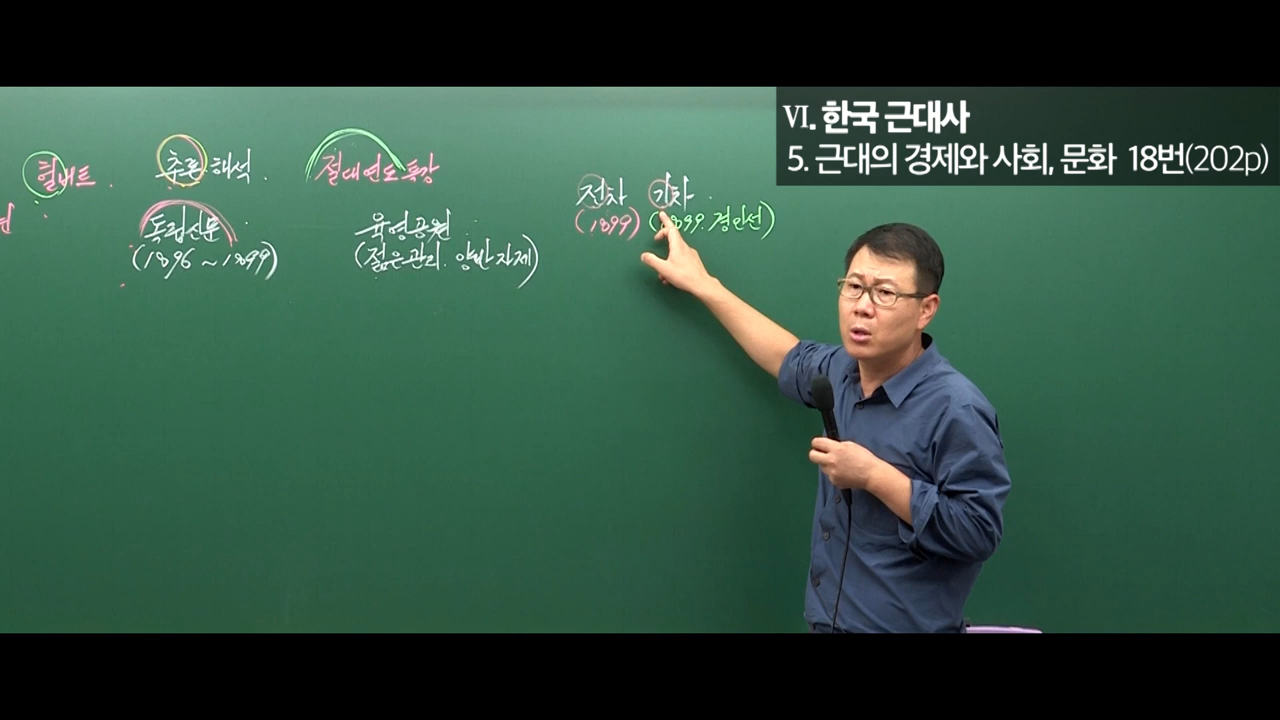 Ⅵ. 한국 근대사
5. 근대의 경제와 사회, 문화 18번(202p)
헐버트. 추론 해석. 절대연도 특강
전차 기차.
독립신문 육영공원 (1899) (1899. 경인선)
(1896 ~ 1899) (젊은관리. 양반자제)